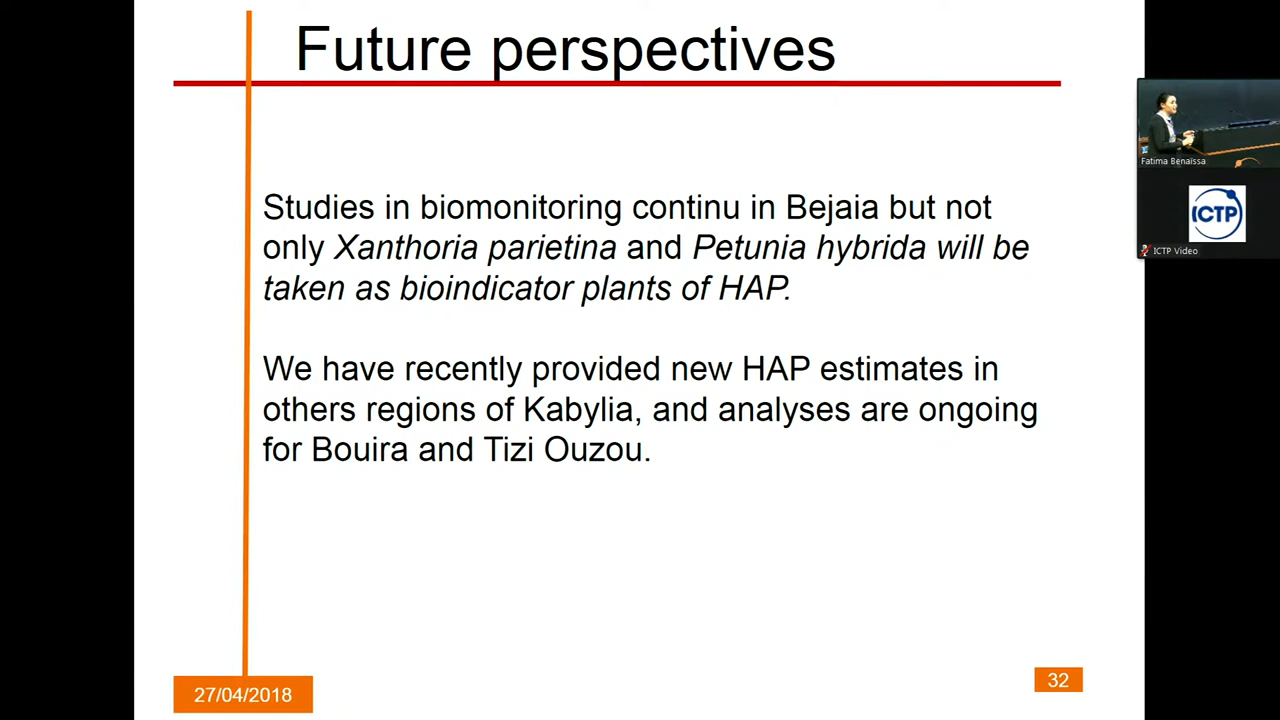 Future perspectives
Studies in biomonitoring continu in Bejaia but not
only Xanthoria parietina and Petunia hybrida will be
taken as bioindicator plants of HAP.
We have recently provided new HAP estimates in
others regions of Kabylia, and analyses are ongoing
for Bouira and Tizi Ouzou.
27/04/2018
32
Fatima Benaïssa
ICTP
ICTP Video